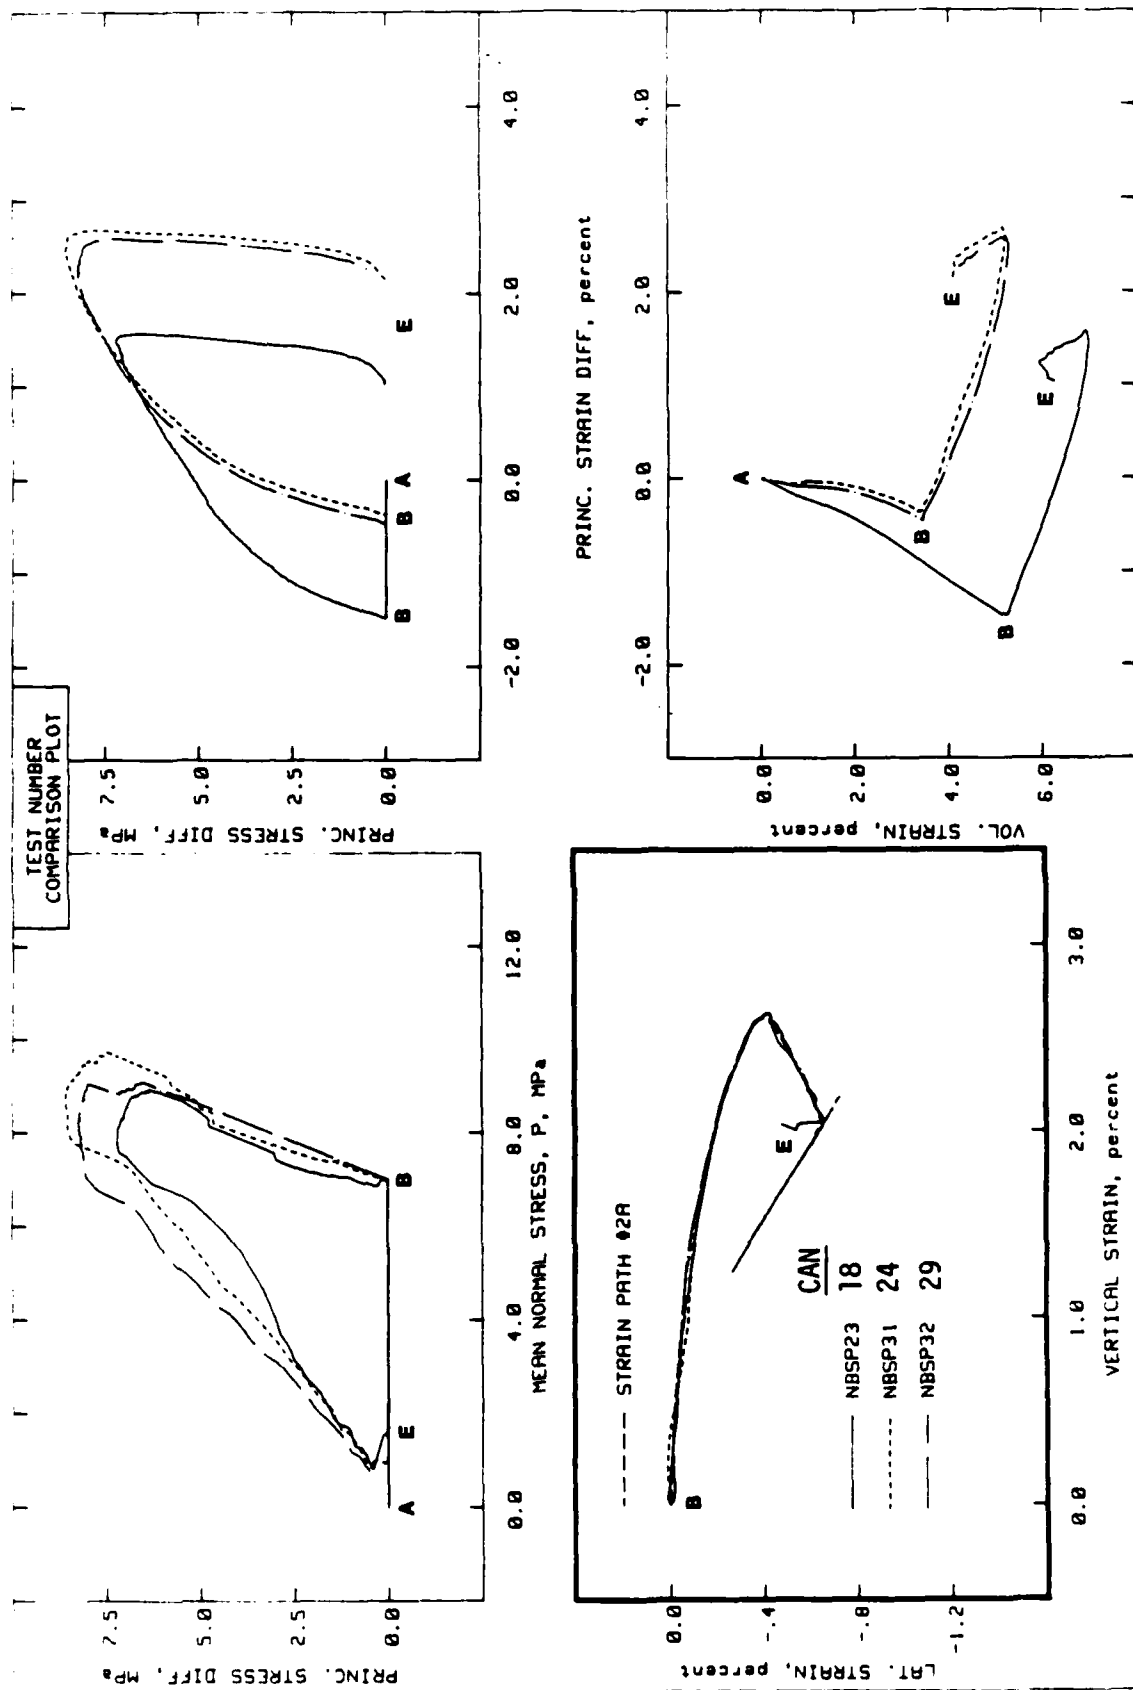 TEST NUMBER
COMPARISON PLOT
PRINC. STRESS DIFF, MPa
7.5
5.0
2.5
0.0
A
E
B
0.0
4.0
8.0
12.0
MEAN NORMAL STRESS, P, MPa
PRINC. STRESS DIFF, MPa
7.5
5.0
2.5
0.0
B
B
A
E
-2.0
0.0
2.0
4.0
PRINC. STRAIN DIFF, percent
LAT. STRAIN, percent
0.0
-.4
-1.2
B
E
STRAIN PATH #2A
CAN
NBSP23 18
NBSP31 24
NBSP32 29
0.0
1.0
2.0
3.0
VERTICAL STRAIN, percent
-2.0
0.0
2.0
4.0
VOL. STRAIN, percent
0.0
2.0
4.0
6.0
A
B
B
E
E